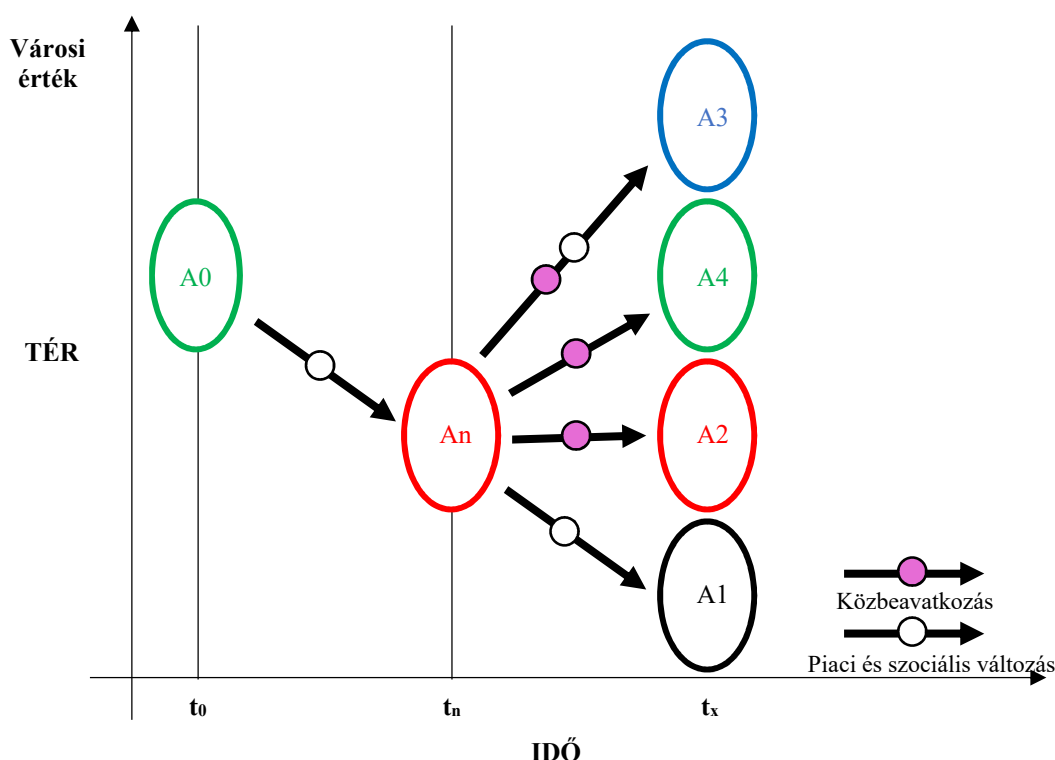 Városi
érték
A3
A0
A4
TÉR
An
A2
A1
Közbeavatkozás
Piaci és szociális változás
t₀
tₙ
tₓ
IDŐ